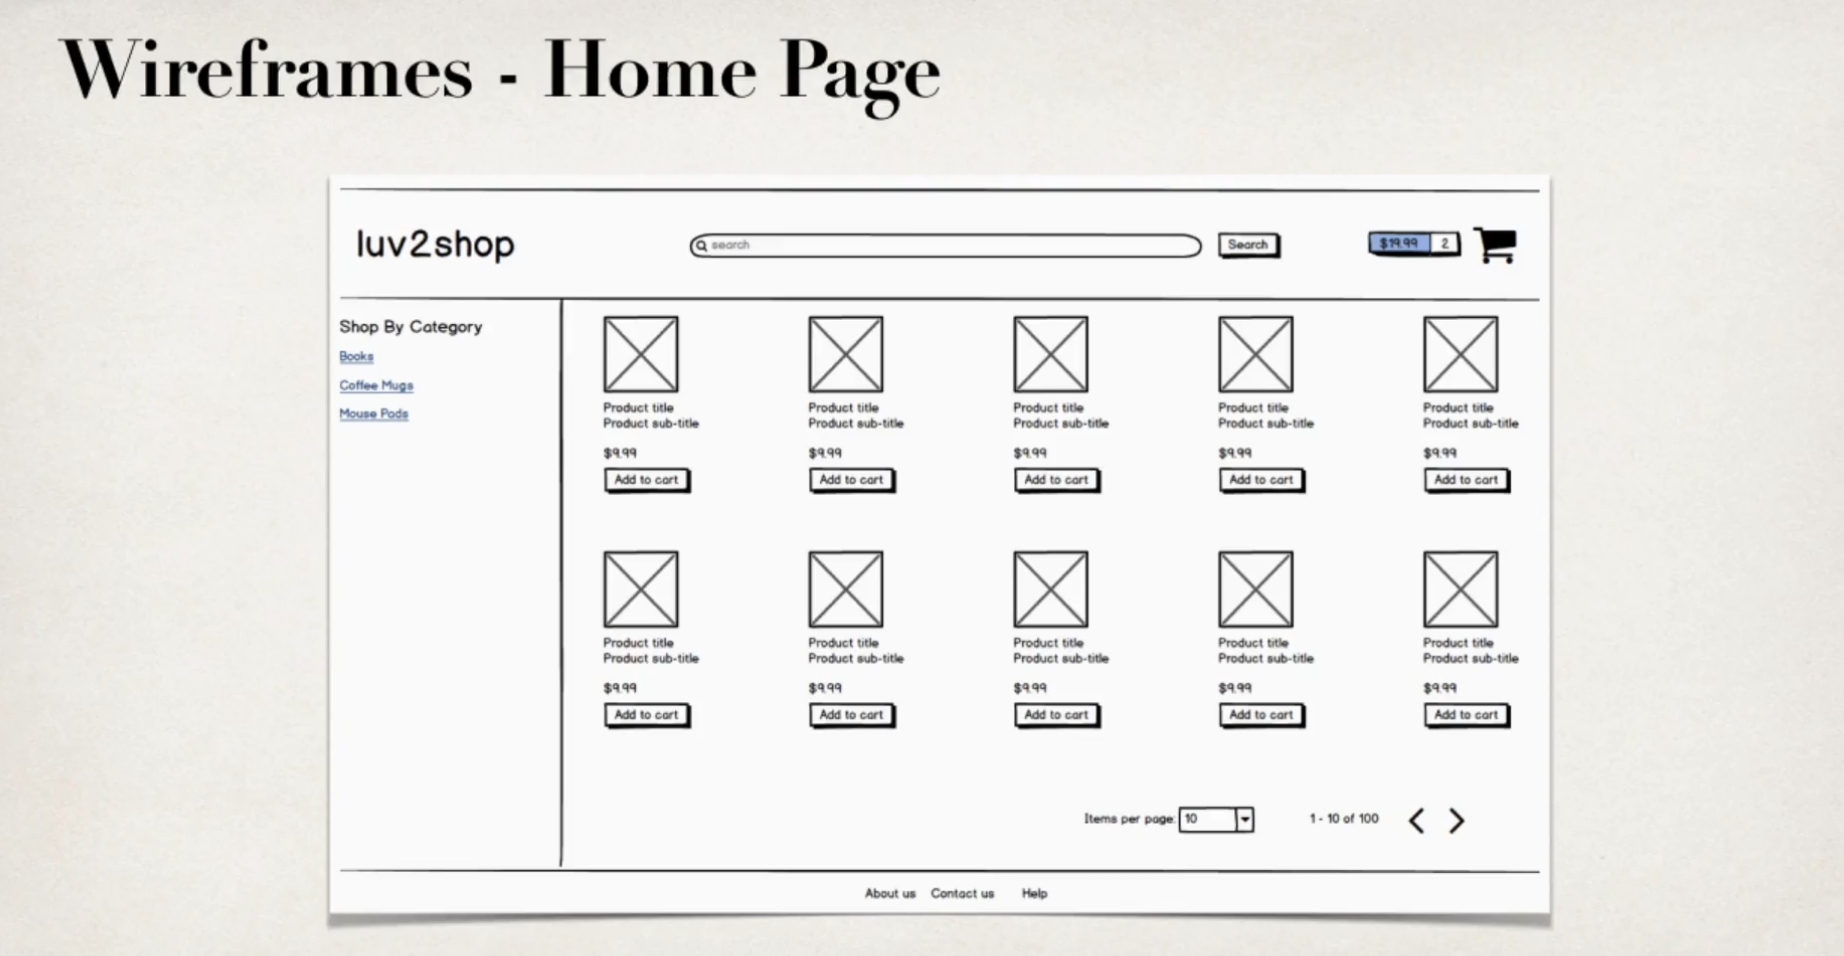 Wireframes - Home Page
luv2shop
search
Search
$19.99 2
Shop By Category
Books
Coffee Mugs
Mouse Pads
Product title Product title Product title Product title Product title
Product sub-title Product sub-title Product sub-title Product sub-title Product sub-title
$9.99 $9.99 $9.99 $9.99 $9.99
Add to cart Add to cart Add to cart Add to cart Add to cart
Product title Product title Product title Product title Product title
Product sub-title Product sub-title Product sub-title Product sub-title Product sub-title
$9.99 $9.99 $9.99 $9.99 $9.99
Add to cart Add to cart Add to cart Add to cart Add to cart
Items per page: 10 1 - 10 of 100
About us Contact us Help